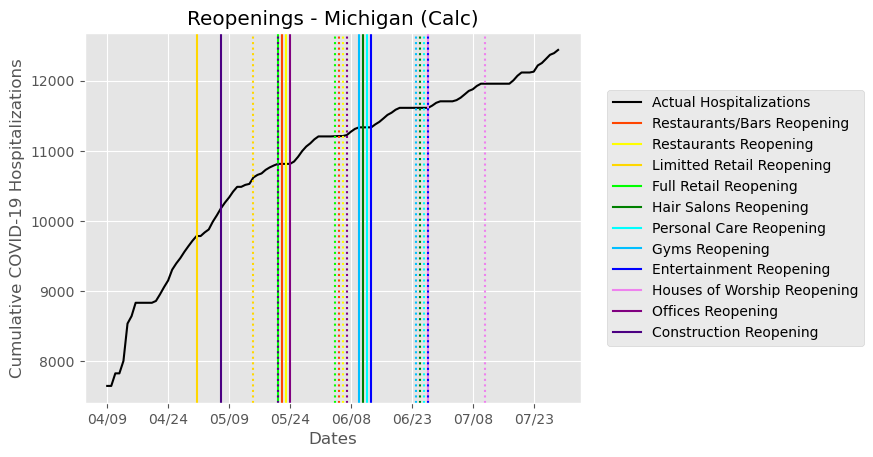 Reopenings - Michigan (Calc)
Cumulative COVID-19 Hospitalizations
12000
11000
10000
9000
8000
04/09 04/24 05/09 05/24 06/08 06/23 07/08 07/23
Dates
Actual Hospitalizations
Restaurants/Bars Reopening
Restaurants Reopening
Limitted Retail Reopening
Full Retail Reopening
Hair Salons Reopening
Personal Care Reopening
Gyms Reopening
Entertainment Reopening
Houses of Worship Reopening
Offices Reopening
Construction Reopening